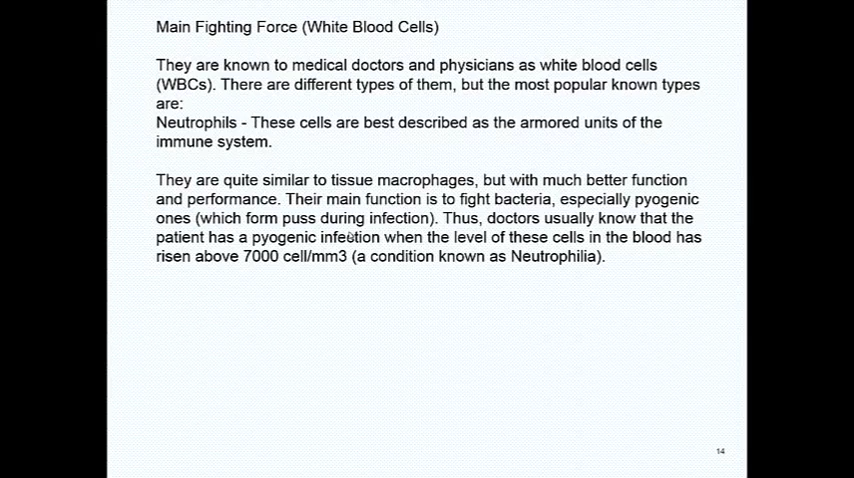 Main Fighting Force (White Blood Cells)
They are known to medical doctors and physicians as white blood cells
(WBCs). There are different types of them, but the most popular known types
are:
Neutrophils - These cells are best described as the armored units of the
immune system.
They are quite similar to tissue macrophages, but with much better function
and performance. Their main function is to fight bacteria, especially pyogenic
ones (which form puss during infection). Thus, doctors usually know that the
patient has a pyogenic infection when the level of these cells in the blood has
risen above 7000 cell/mm3 (a condition known as Neutrophilia).
14